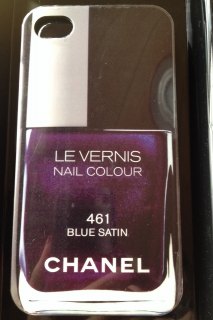 LE VERNIS
NAIL COLOUR
461
BLUE SATIN
CHANEL